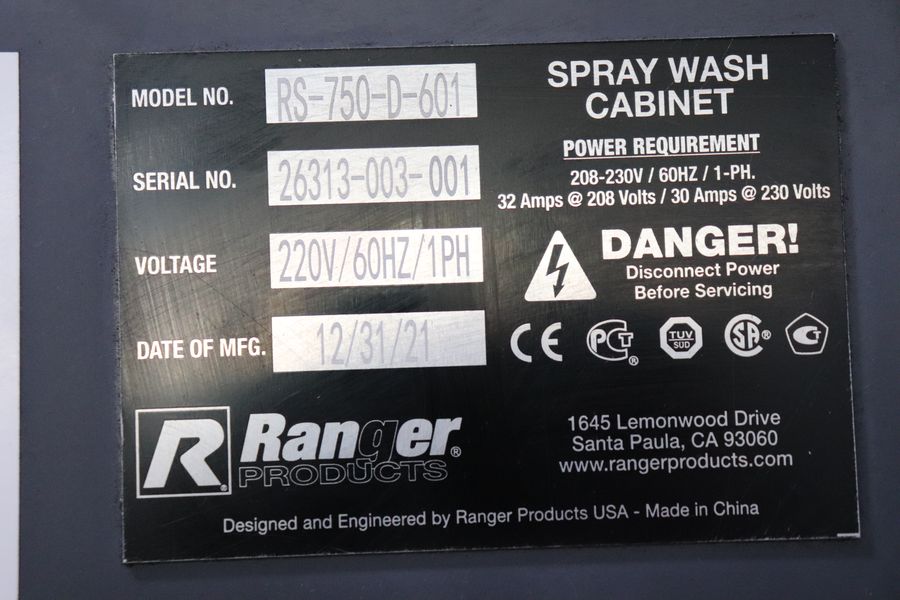 MODEL NO. RS-750-D-601
SERIAL NO. 26313-003-001
VOLTAGE 220V/60HZ/1PH
DATE OF MFG. 12/31/21
SPRAY WASH
CABINET
POWER REQUIREMENT
208-230V / 60HZ / 1-PH.
32 Amps @ 208 Volts / 30 Amps @ 230 Volts
DANGER!
Disconnect Power
Before Servicing
CE PCT® TUV SUD SA® GT
R®
Ranger®
PRODUCTS
1645 Lemonwood Drive
Santa Paula, CA 93060
www.rangerproducts.com
Designed and Engineered by Ranger Products USA - Made in China